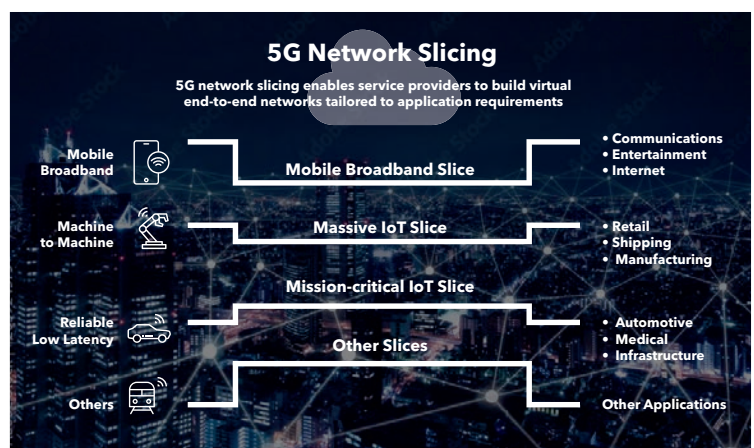 5G Network Slicing
5G network slicing enables service providers to build virtual
end-to-end networks tailored to application requirements
Mobile
Broadband
Mobile Broadband Slice
• Communications
• Entertainment
• Internet
Machine
to Machine
Massive IoT Slice
• Retail
• Shipping
• Manufacturing
Mission-critical IoT Slice
Reliable
Low Latency
• Automotive
• Medical
• Infrastructure
Other Slices
Others
Other Applications
Adobe Stock